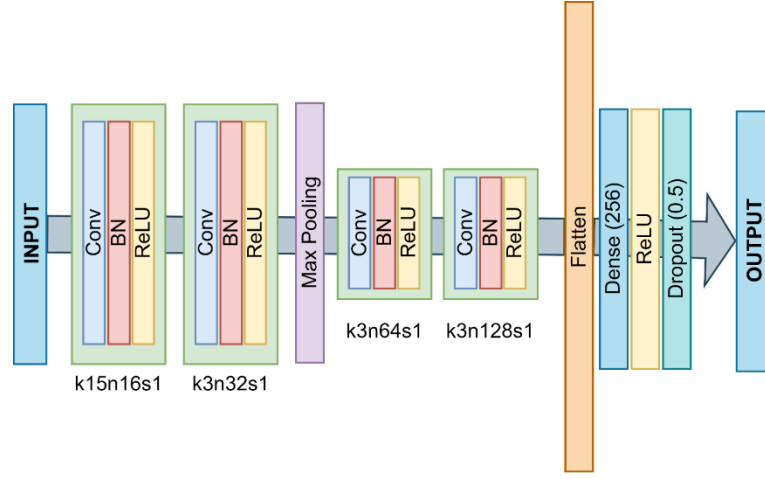 INPUT
Conv
BN
ReLU
k15n16s1
Conv
BN
ReLU
k3n32s1
Max Pooling
Conv
BN
ReLU
k3n64s1
Conv
BN
ReLU
k3n128s1
Flatten
Dense (256)
ReLU
Dropout (0.5)
OUTPUT